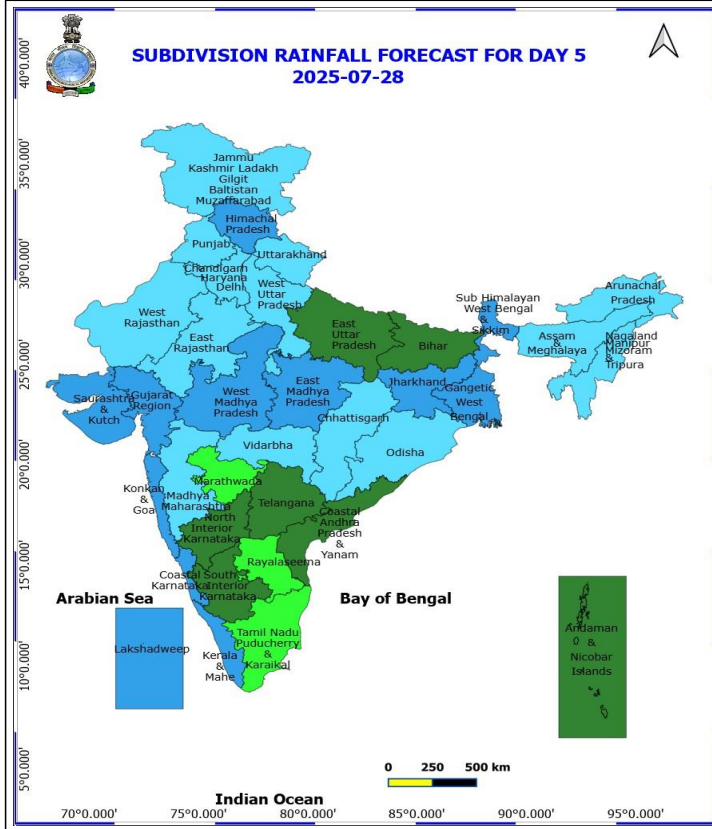 SUBDIVISION RAINFALL FORECAST FOR DAY 5
2025-07-28
40°0.000'
35°0.000'
30°0.000'
25°0.000'
20°0.000'
15°0.000'
10°0.000'
5°0.000'
Jammu
Kashmir Ladakh
Gilgit
Baltistan
Muzaffarabad
Himachal
Pradesh
Punjab
Uttarakhand
Chandigarh
Haryana
Delhi
West
Uttar
Pradesh
West
Rajasthan
East
Rajasthan
East
Uttar
Pradesh
Bihar
Sub Himalayan
West Bengal
&
Sikkim
Arunachal
Pradesh
Assam
&
Meghalaya
Nagaland
Manipur
Mizoram
&
Tripura
Saurashtra
&
Kutch
Gujarat
Region
West
Madhya
Pradesh
East
Madhya
Pradesh
Jharkhand
Gangetic
West
Bengal
Chhattisgarh
Vidarbha
Odisha
Konkan
&
Goa
Madhya
Maharashtra
Marathwada
Telangana
North
Interior
Karnataka
Coastal
Andhra
Pradesh
&
Yanam
Rayalaseema
Coastal
Karnataka
South
Interior
Karnataka
Arabian Sea
Bay of Bengal
Lakshadweep
Kerala
&
Mahe
Tamil Nadu
Puducherry
&
Karaikal
Andaman
&
Nicobar
Islands
0 250 500 km
Indian Ocean
70°0.000' 75°0.000' 80°0.000' 85°0.000' 90°0.000' 95°0.000'